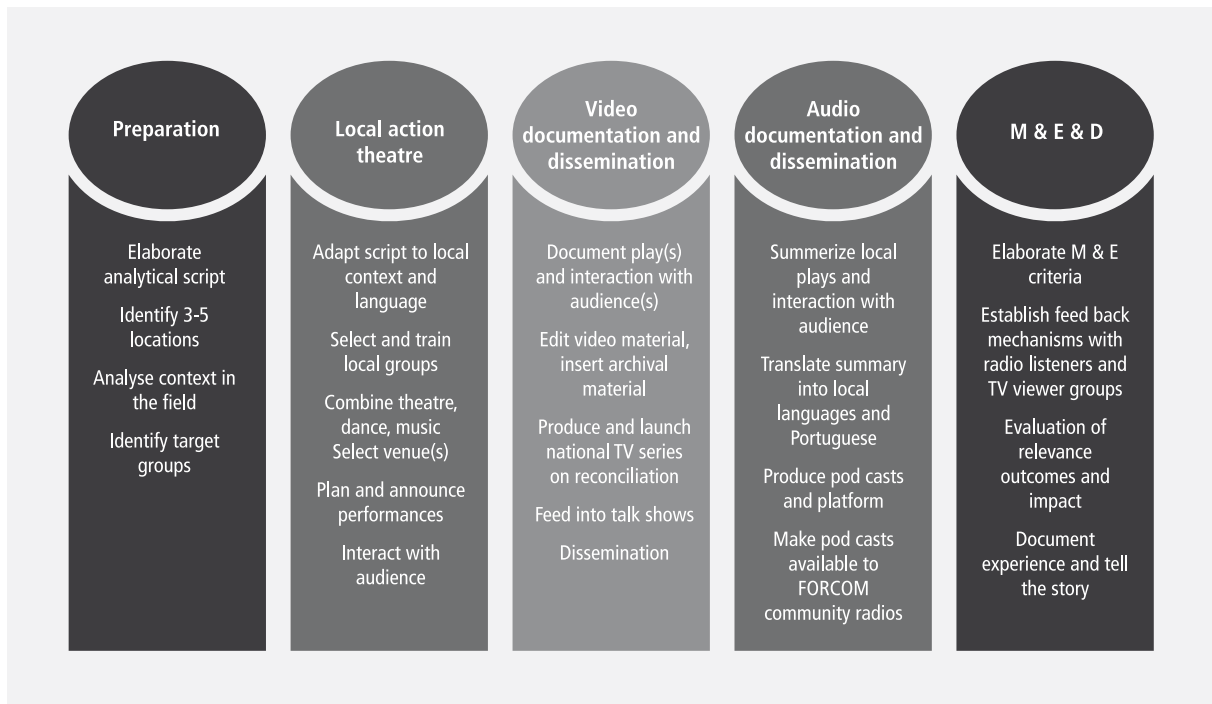 Preparation
Elaborate
analytical script
Identify 3-5
locations
Analyse context in
the field
Identify target
groups
Local action
theatre
Adapt script to local
context and
language
Select and train
local groups
Combine theatre,
dance, music
Select venue(s)
Plan and announce
performances
Interact with
audience
Video
documentation and
dissemination
Document play(s)
and interaction with
audience(s)
Edit video material,
insert archival
material
Produce and launch
national TV series
on reconciliation
Feed into talk shows
Dissemination
Audio
documentation and
dissemination
Summerize local
plays and
interaction with
audience
Translate summary
into local
languages and
Portuguese
Produce pod casts
and platform
Make pod casts
available to
FORCOM
community radios
M & E & D
Elaborate M & E
criteria
Establish feed back
mechanisms with
radio listeners and
TV viewer groups
Evaluation of
relevance
outcomes and
impact
Document
experience and tell
the story